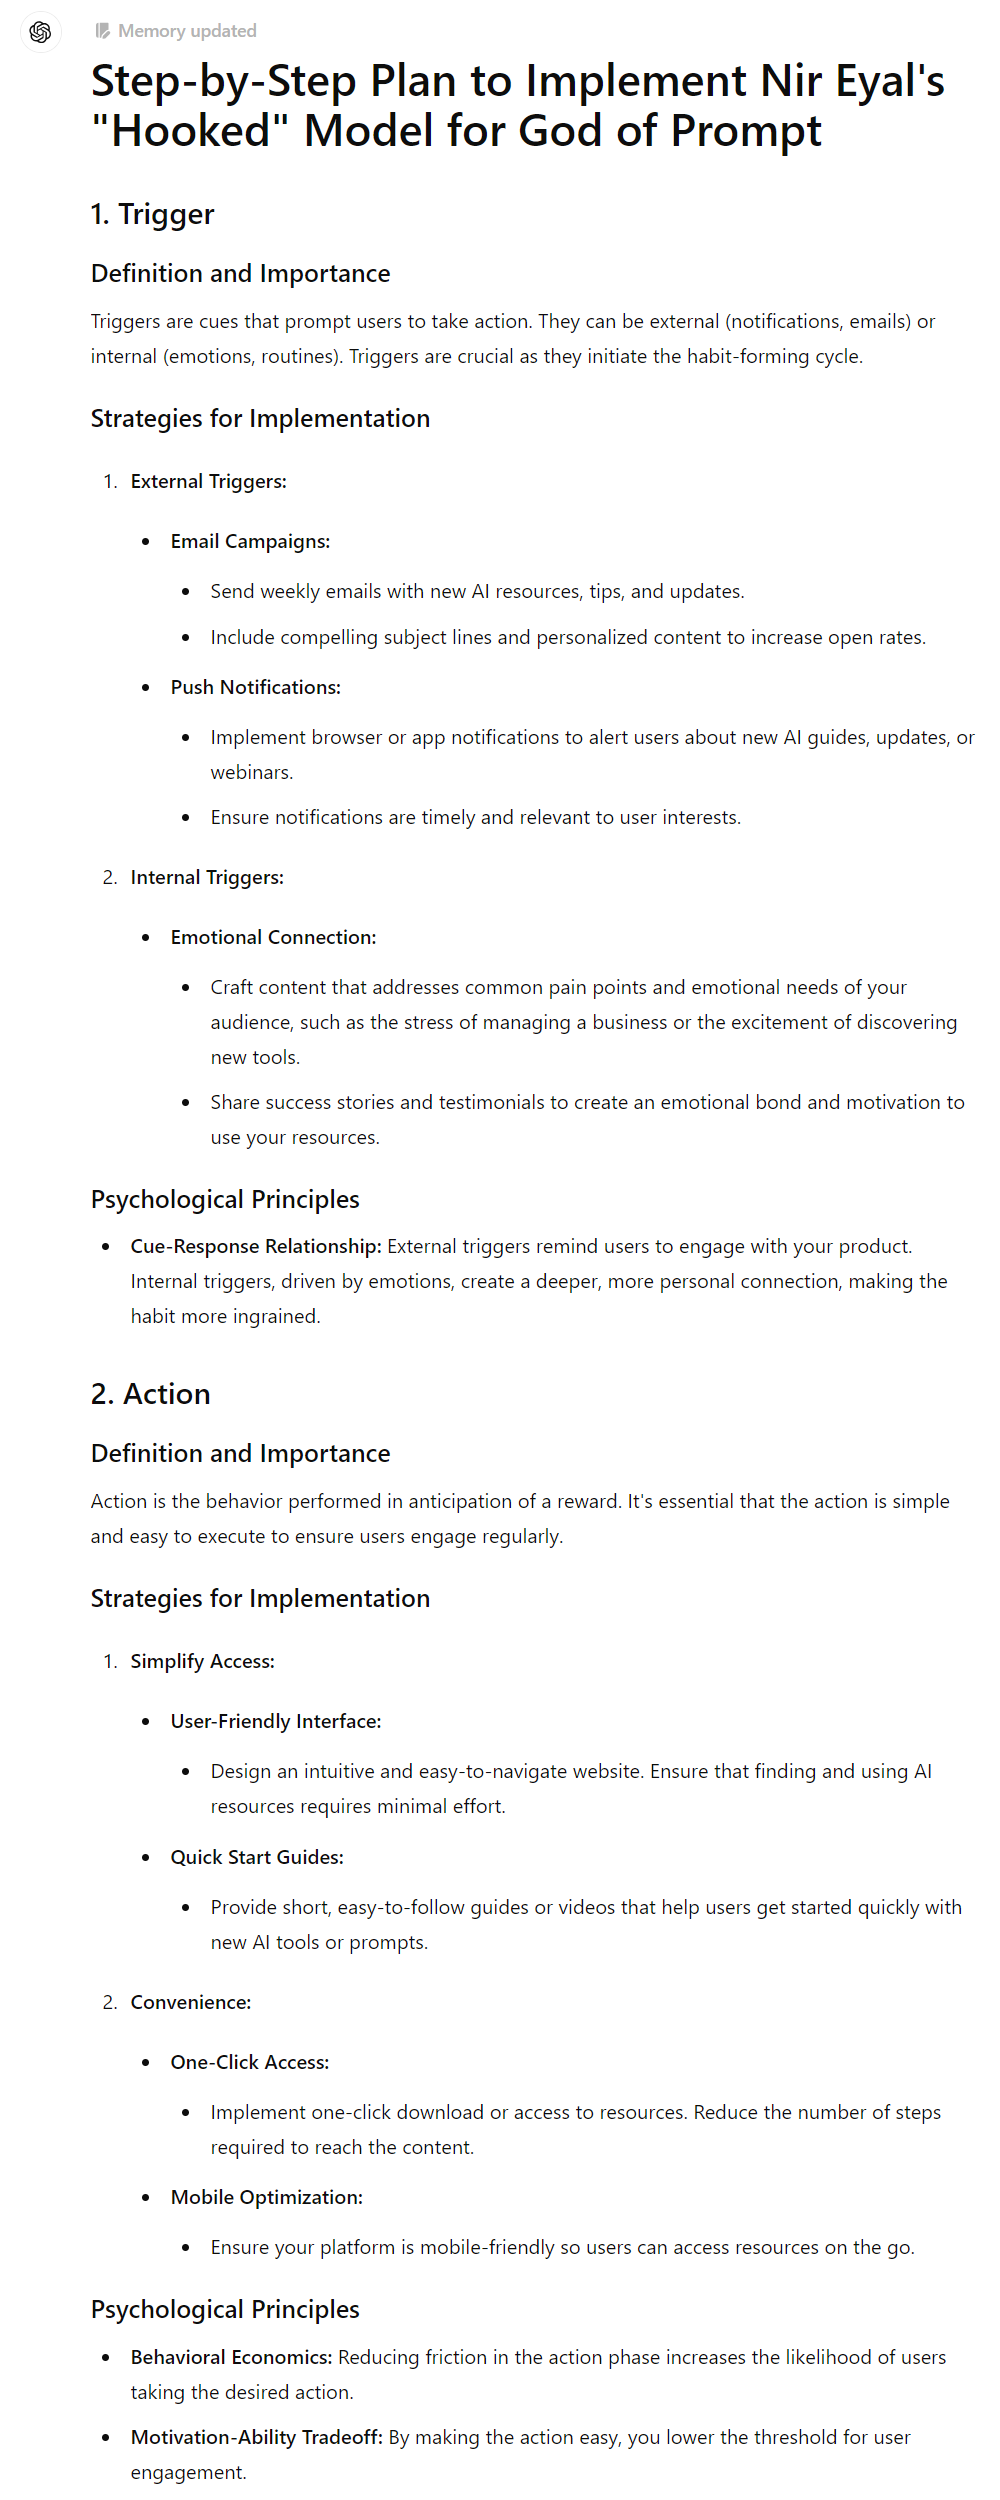 Memory updated
Step-by-Step Plan to Implement Nir Eyal's
"Hooked" Model for God of Prompt
1. Trigger
Definition and Importance
Triggers are cues that prompt users to take action. They can be external (notifications, emails) or
internal (emotions, routines). Triggers are crucial as they initiate the habit-forming cycle.
Strategies for Implementation
1. External Triggers:
• Email Campaigns:
• Send weekly emails with new AI resources, tips, and updates.
• Include compelling subject lines and personalized content to increase open rates.
• Push Notifications:
• Implement browser or app notifications to alert users about new AI guides, updates, or
webinars.
• Ensure notifications are timely and relevant to user interests.
2. Internal Triggers:
• Emotional Connection:
• Craft content that addresses common pain points and emotional needs of your
audience, such as the stress of managing a business or the excitement of discovering
new tools.
• Share success stories and testimonials to create an emotional bond and motivation to
use your resources.
Psychological Principles
• Cue-Response Relationship: External triggers remind users to engage with your product.
Internal triggers, driven by emotions, create a deeper, more personal connection, making the
habit more ingrained.
2. Action
Definition and Importance
Action is the behavior performed in anticipation of a reward. It's essential that the action is simple
and easy to execute to ensure users engage regularly.
Strategies for Implementation
1. Simplify Access:
• User-Friendly Interface:
• Design an intuitive and easy-to-navigate website. Ensure that finding and using AI
resources requires minimal effort.
• Quick Start Guides:
• Provide short, easy-to-follow guides or videos that help users get started quickly with
new AI tools or prompts.
2. Convenience:
• One-Click Access:
• Implement one-click download or access to resources. Reduce the number of steps
required to reach the content.
• Mobile Optimization:
• Ensure your platform is mobile-friendly so users can access resources on the go.
Psychological Principles
• Behavioral Economics: Reducing friction in the action phase increases the likelihood of users
taking the desired action.
• Motivation-Ability Tradeoff: By making the action easy, you lower the threshold for user
engagement.